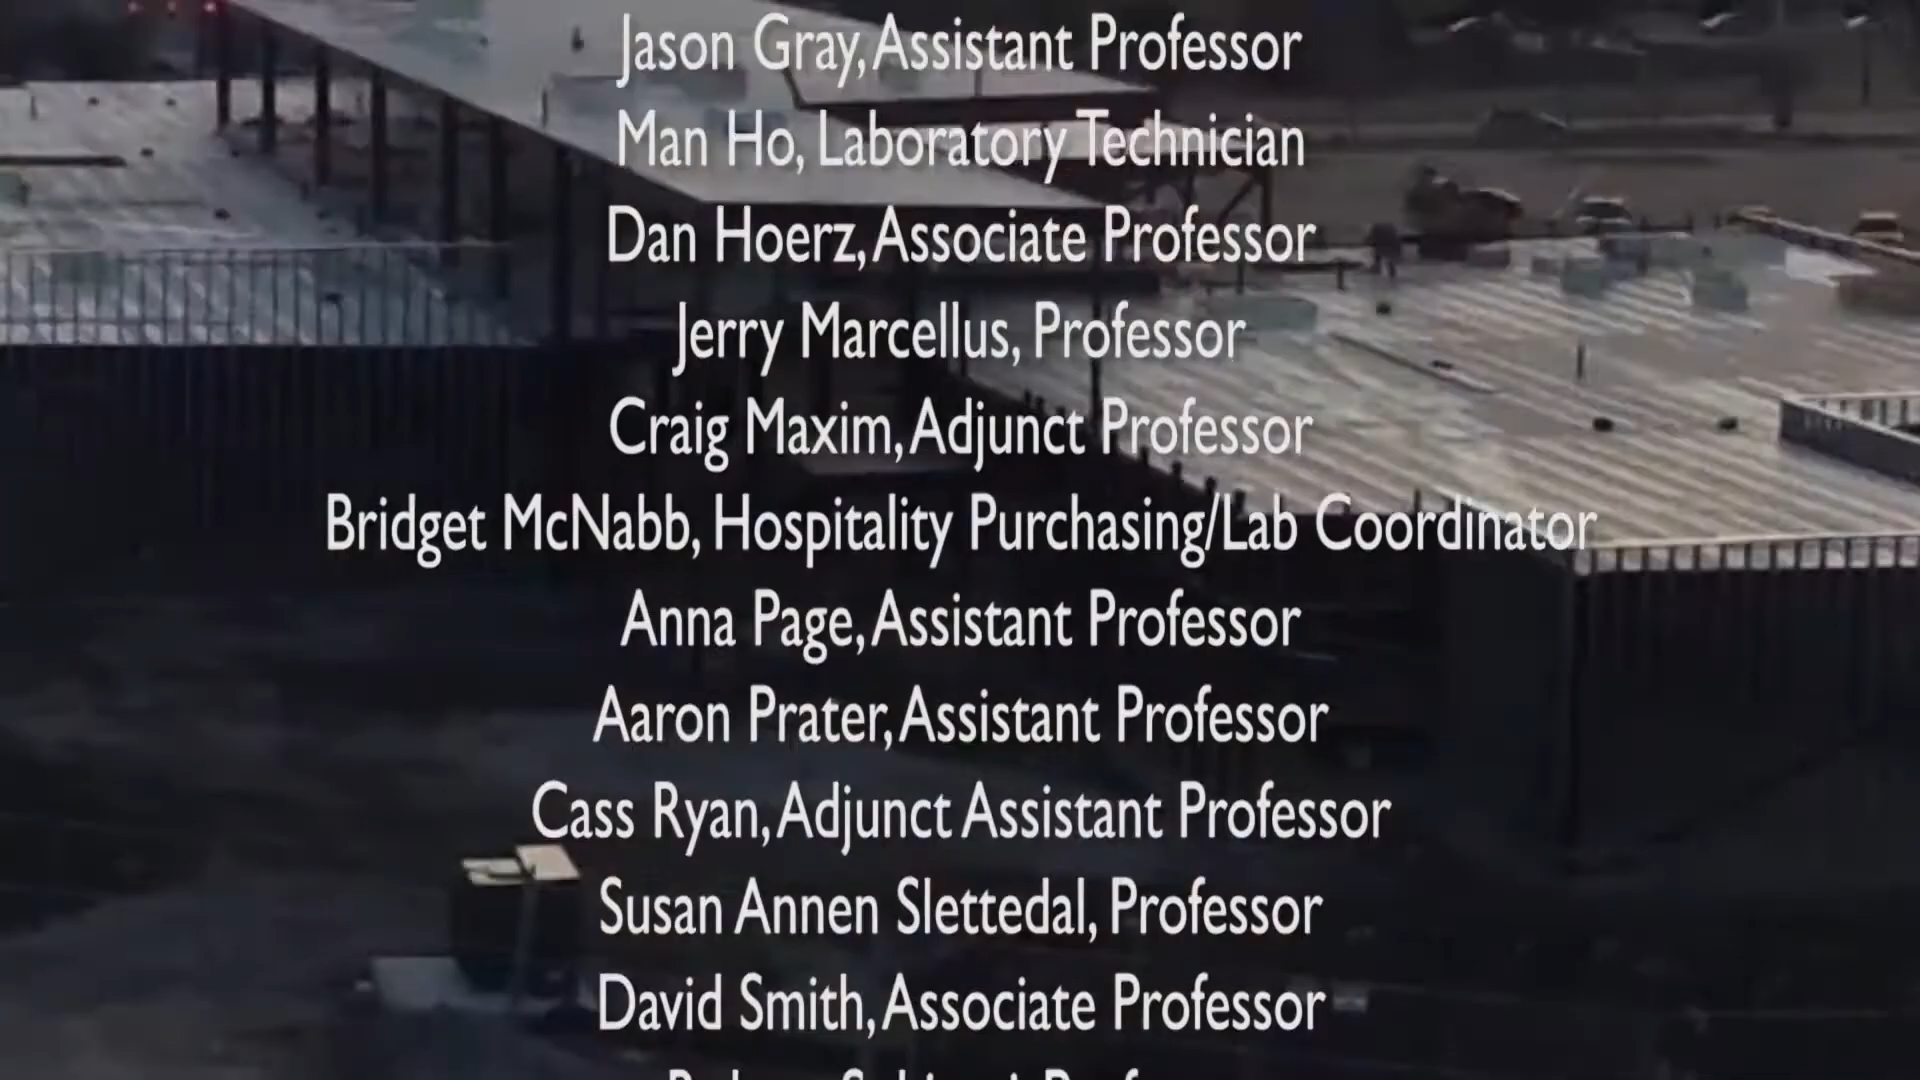 Jason Gray, Assistant Professor
Man Ho, Laboratory Technician
Dan Hoerz, Associate Professor
Jerry Marcellus, Professor
Craig Maxim, Adjunct Professor
Bridget McNabb, Hospitality Purchasing/Lab Coordinator
Anna Page, Assistant Professor
Aaron Prater, Assistant Professor
Cass Ryan, Adjunct Assistant Professor
Susan Annen Slettedal, Professor
David Smith, Associate Professor